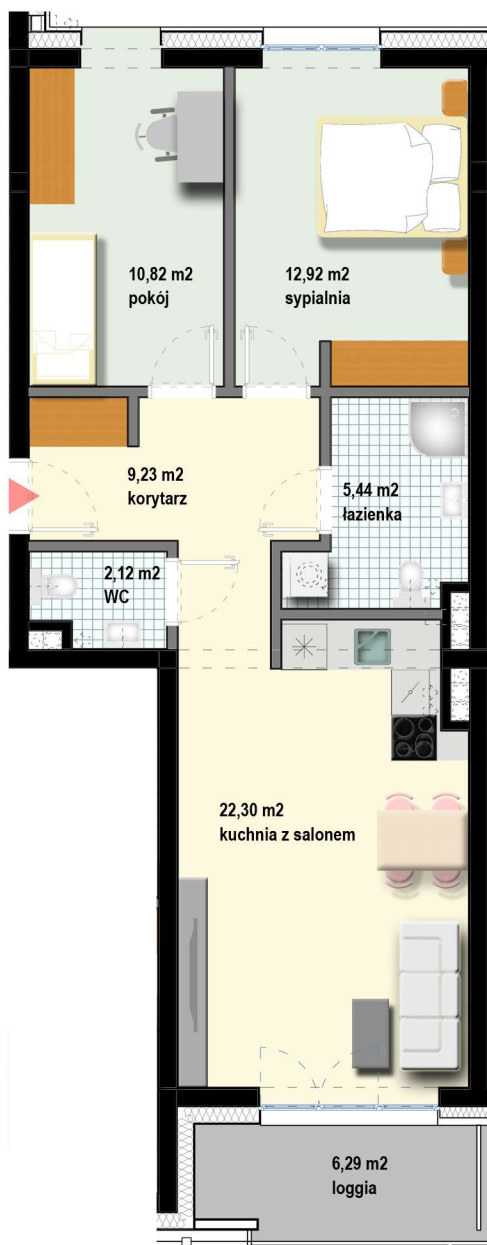 10,82 m2
pokój
12,92 m2
sypialnia
9,23 m2
korytarz
5,44 m2
łazienka
2,12 m2
WC
22,30 m2
kuchnia z salonem
6,29 m2
loggia